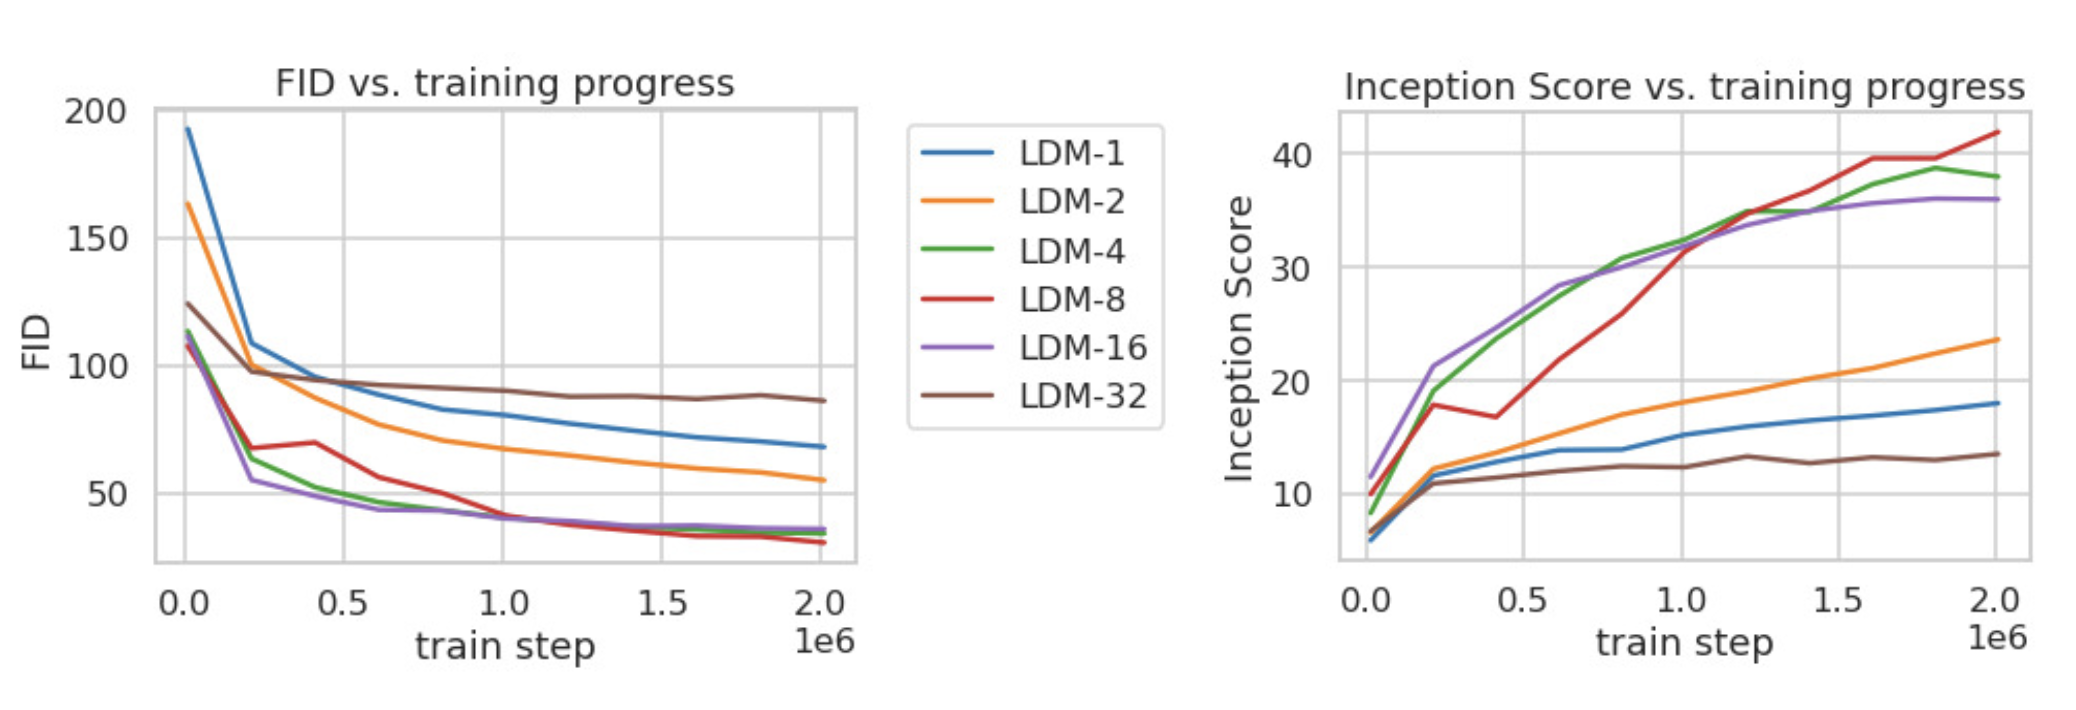 FID vs. training progress
200
150
100
50
FID
0.0 0.5 1.0 1.5 2.0
1e6
train step
LDM-1
LDM-2
LDM-4
LDM-8
LDM-16
LDM-32
Inception Score vs. training progress
40
30
20
10
Inception Score
0.0 0.5 1.0 1.5 2.0
1e6
train step